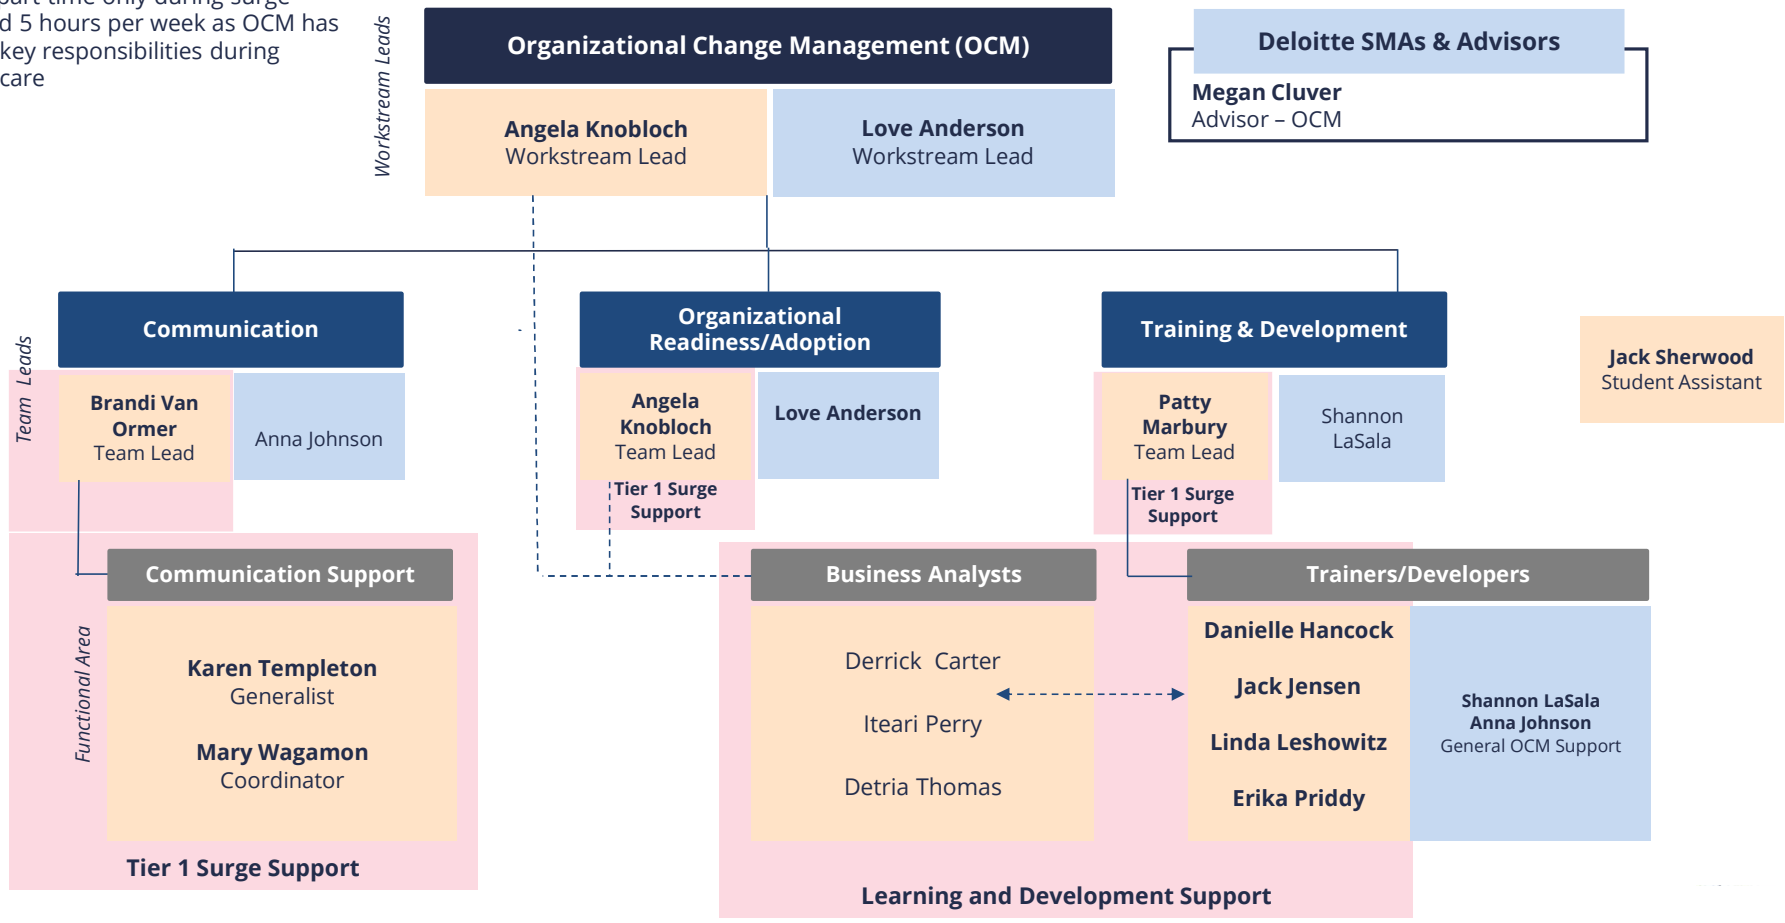 part time only during surge
d 5 hours per week as OCM has
key responsibilities during
care
Workstream Leads
Organizational Change Management (OCM)
Angela Knobloch
Workstream Lead
Love Anderson
Workstream Lead
Deloitte SMAs & Advisors
Megan Cluver
Advisor – OCM
Team Leads
Communication
Brandi Van
Ormer
Team Lead
Anna Johnson
Organizational
Readiness/Adoption
Angela
Knobloch
Team Lead
Love Anderson
Tier 1 Surge
Support
Training & Development
Patty
Marbury
Team Lead
Shannon
LaSala
Tier 1 Surge
Support
Jack Sherwood
Student Assistant
Functional Area
Communication Support
Karen Templeton
Generalist
Mary Wagamon
Coordinator
Tier 1 Surge Support
Business Analysts
Derrick Carter
Iteari Perry
Detria Thomas
Trainers/Developers
Danielle Hancock
Jack Jensen
Linda Leshowitz
Erika Priddy
Shannon LaSala
Anna Johnson
General OCM Support
Learning and Development Support